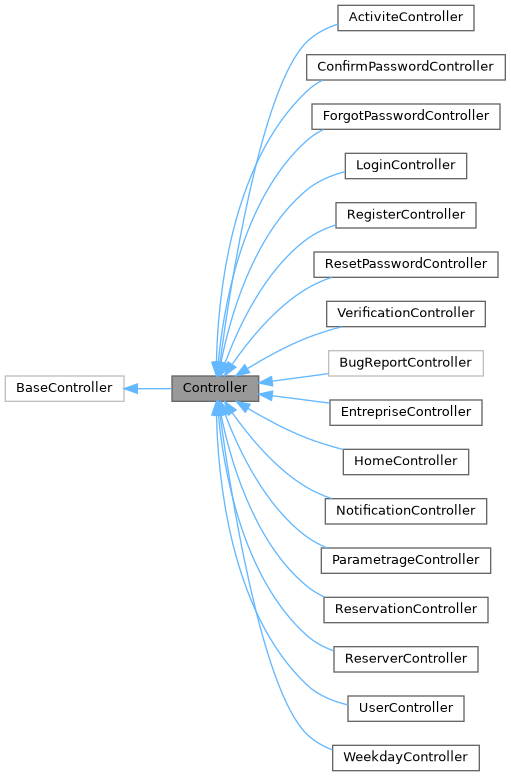 ActiviteController
ConfirmPasswordController
ForgotPasswordController
LoginController
RegisterController
ResetPasswordController
VerificationController
BugReportController
BaseController
Controller
EntrepriseController
HomeController
NotificationController
ParametrageController
ReservationController
ReserverController
UserController
WeekdayController